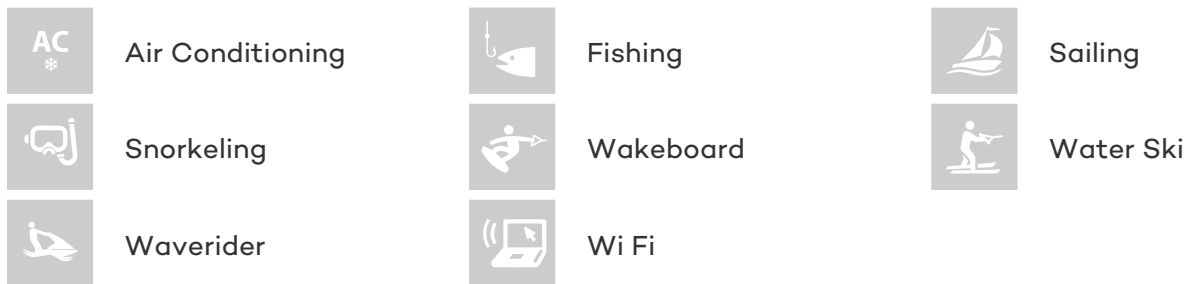 AC
Air Conditioning
Fishing
Sailing
Snorkeling
Wakeboard
Water Ski
Waverider
Wi Fi